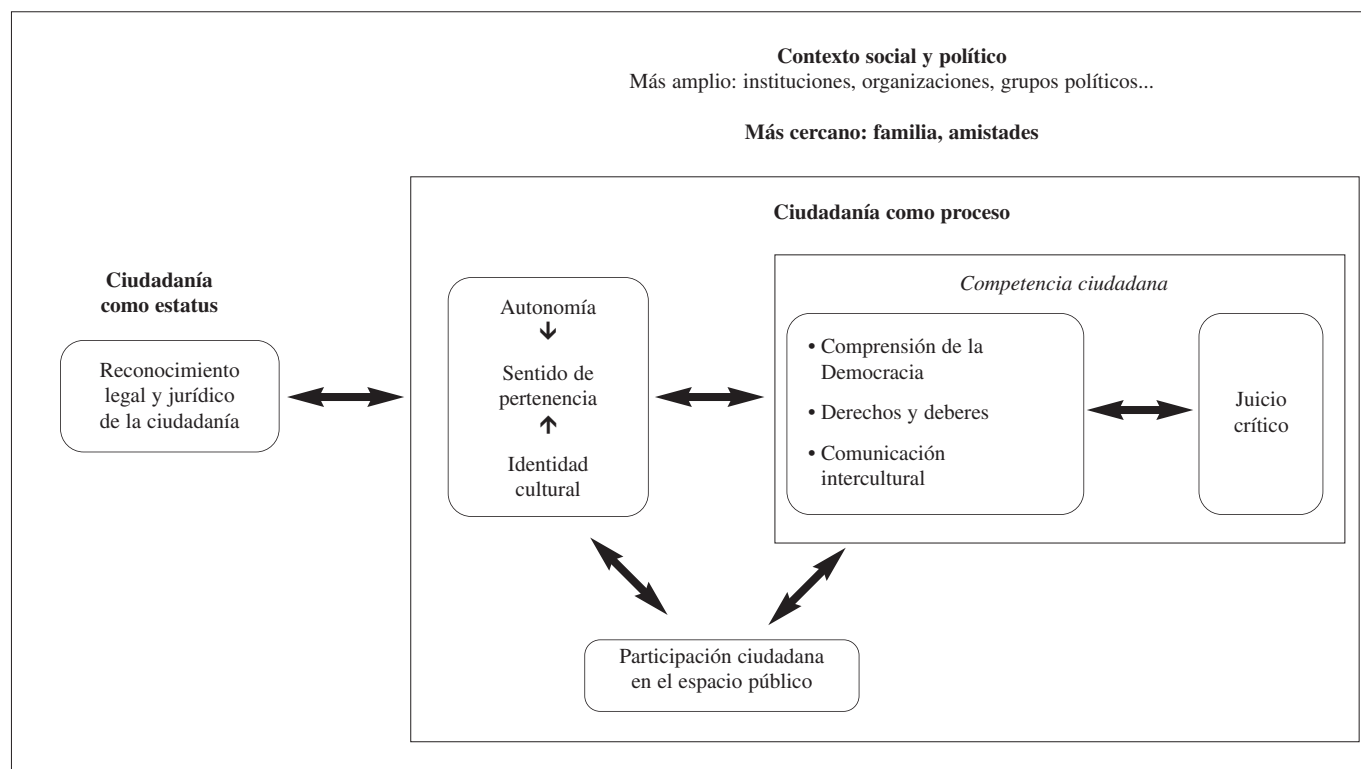 Contexto social y político
Más amplio: instituciones, organizaciones, grupos políticos...
Más cercano: familia, amistades
Ciudadanía como proceso
Ciudadanía
como estatus
Reconocimiento
legal y jurídico
de la ciudadanía
Autonomía
Sentido de
pertenencia
Identidad
cultural
Competencia ciudadana
• Comprensión de la
Democracia
• Derechos y deberes
• Comunicación
intercultural
Juicio
crítico
Participación ciudadana
en el espacio público